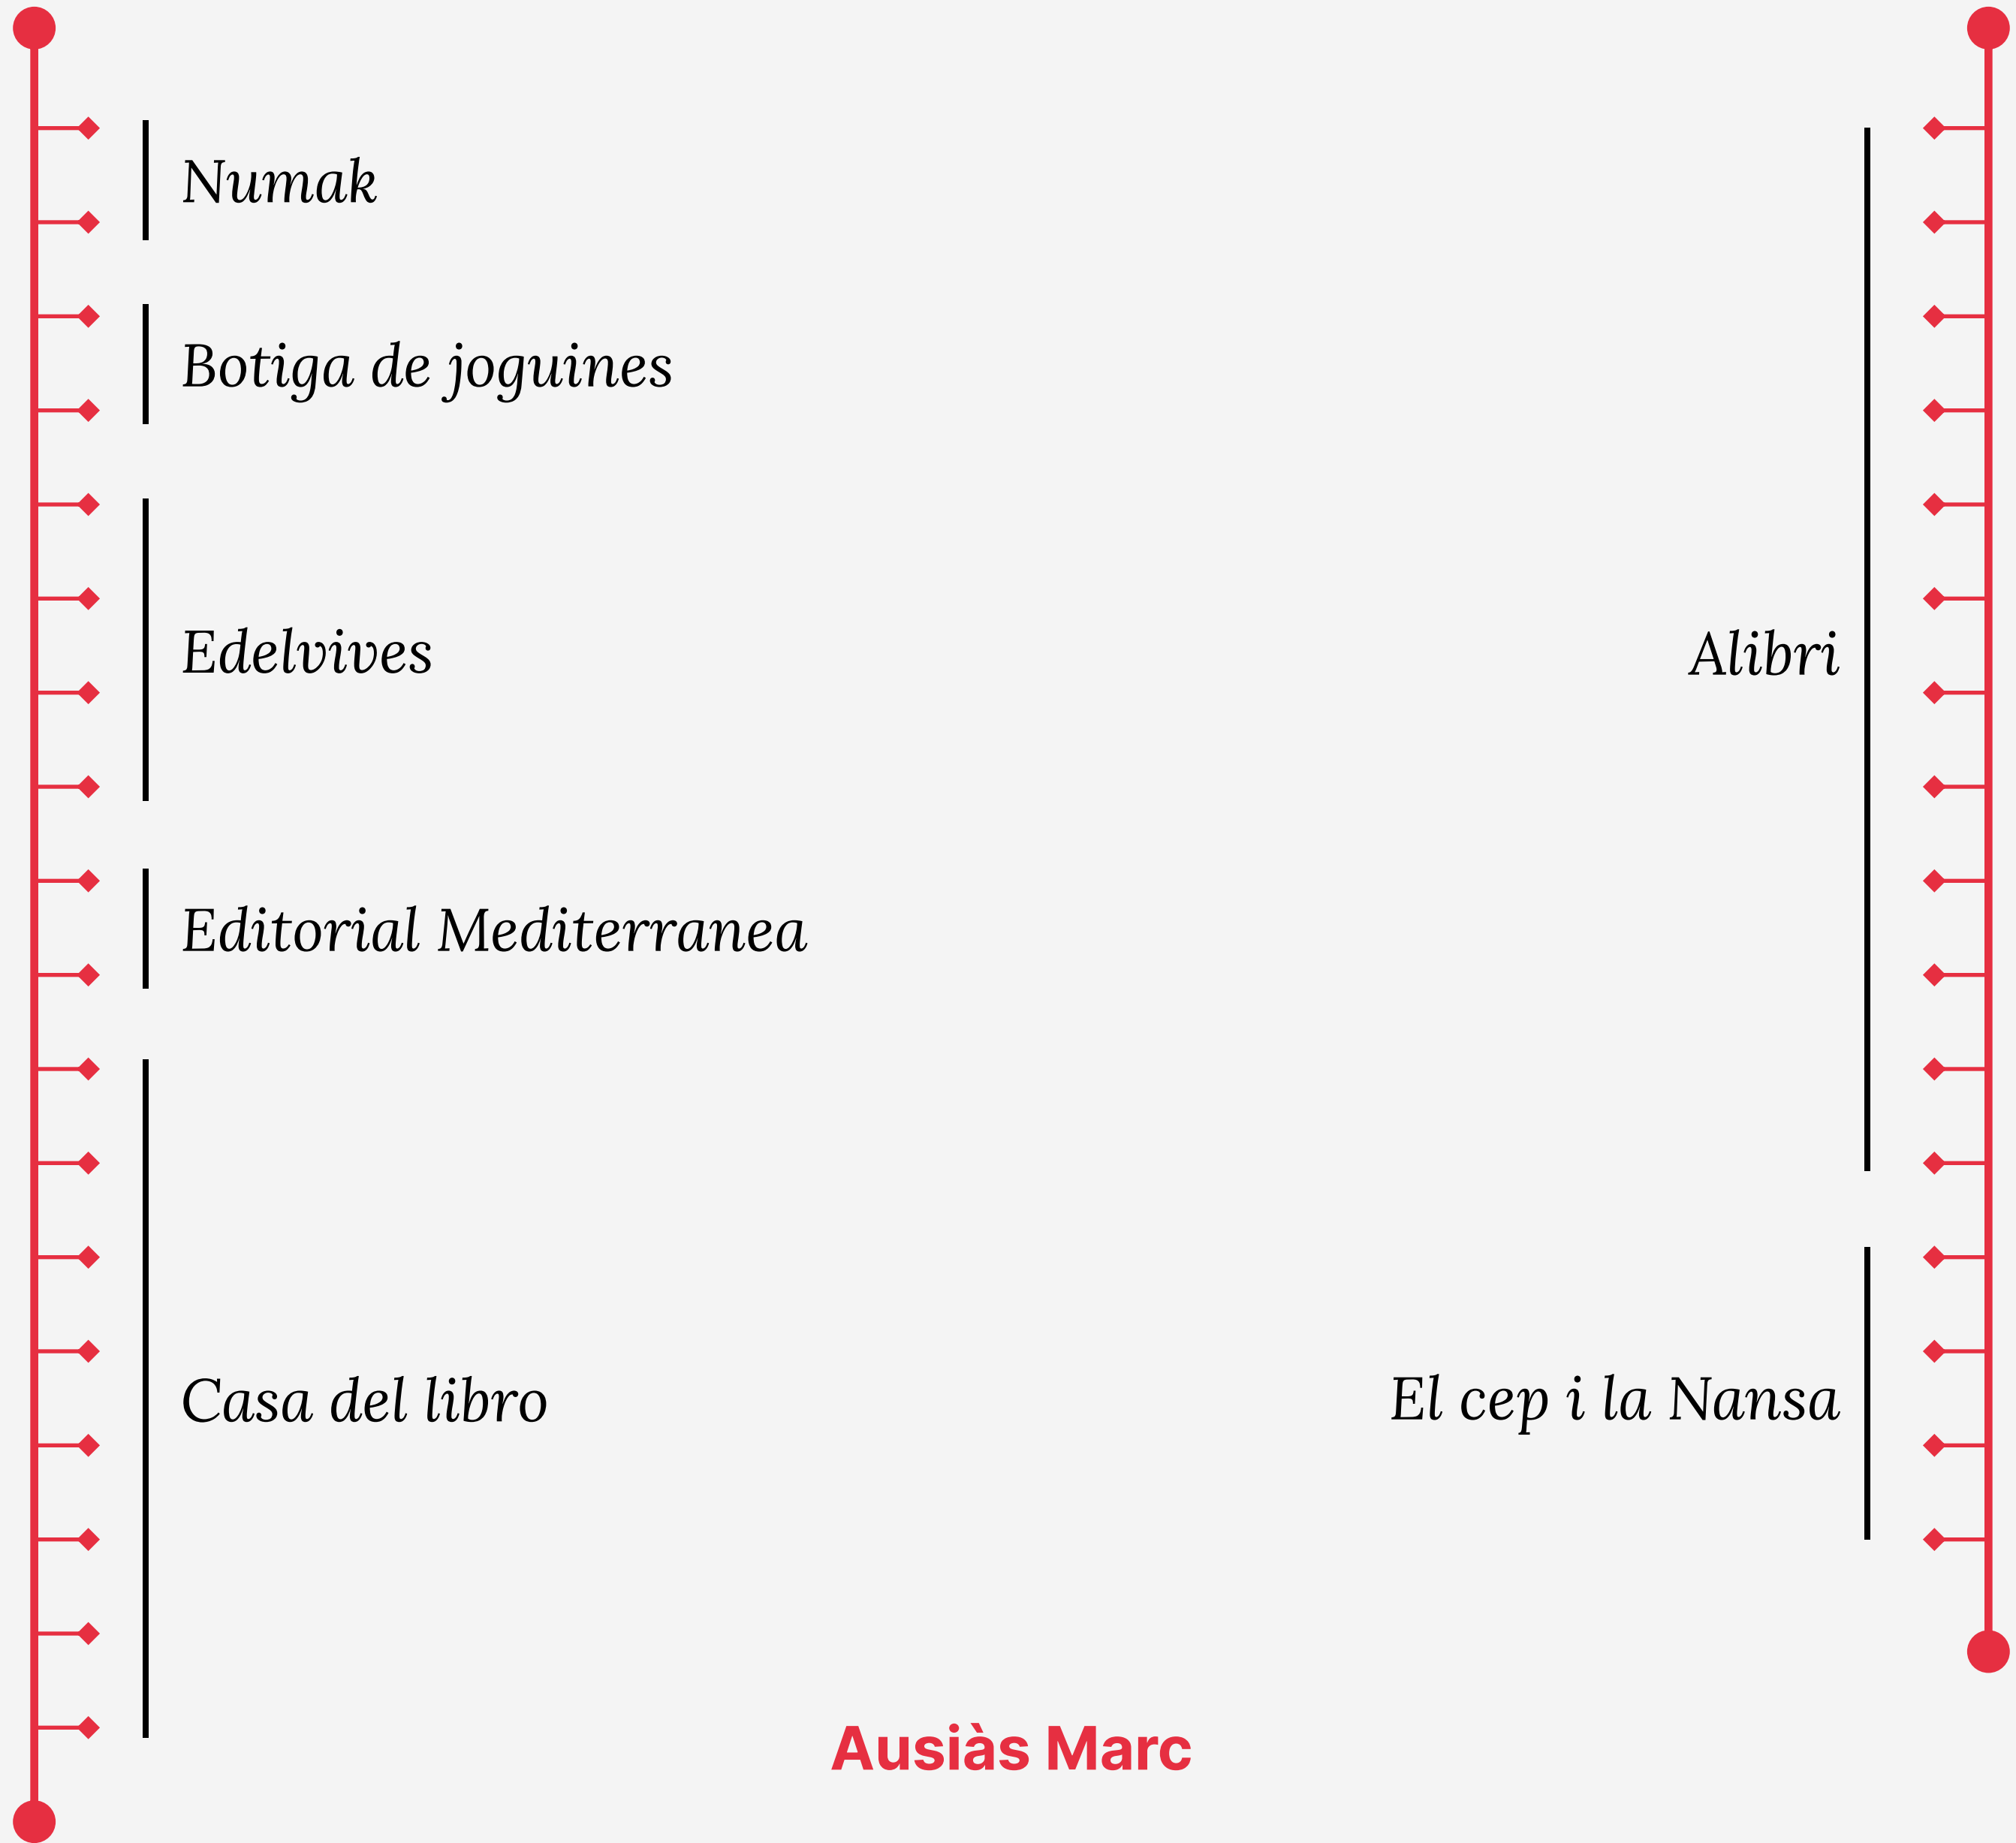 Numak
Botiga de joguines
Edelvives
Alibri
Editorial Mediterranea
Casa del libro
El cep i la Nansa
Ausiàs Marc